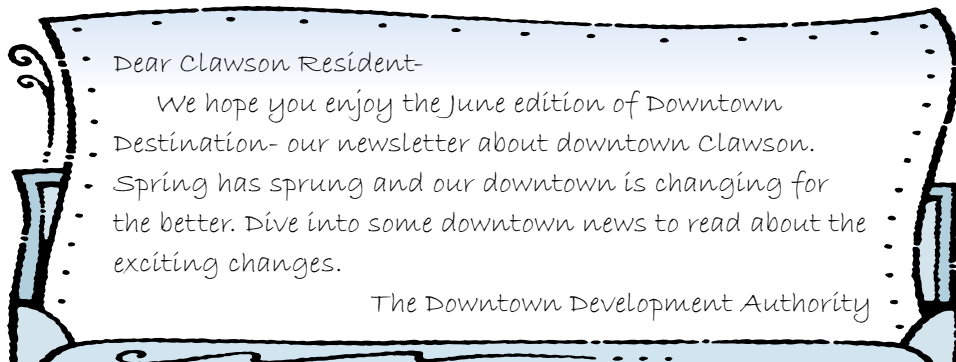 Dear Clawson Resident-
We hope you enjoy the June edition of Downtown
Destination- our newsletter about downtown Clawson.
Spring has sprung and our downtown is changing for
the better. Dive into some downtown news to read about the
exciting changes.
The Downtown Development Authority